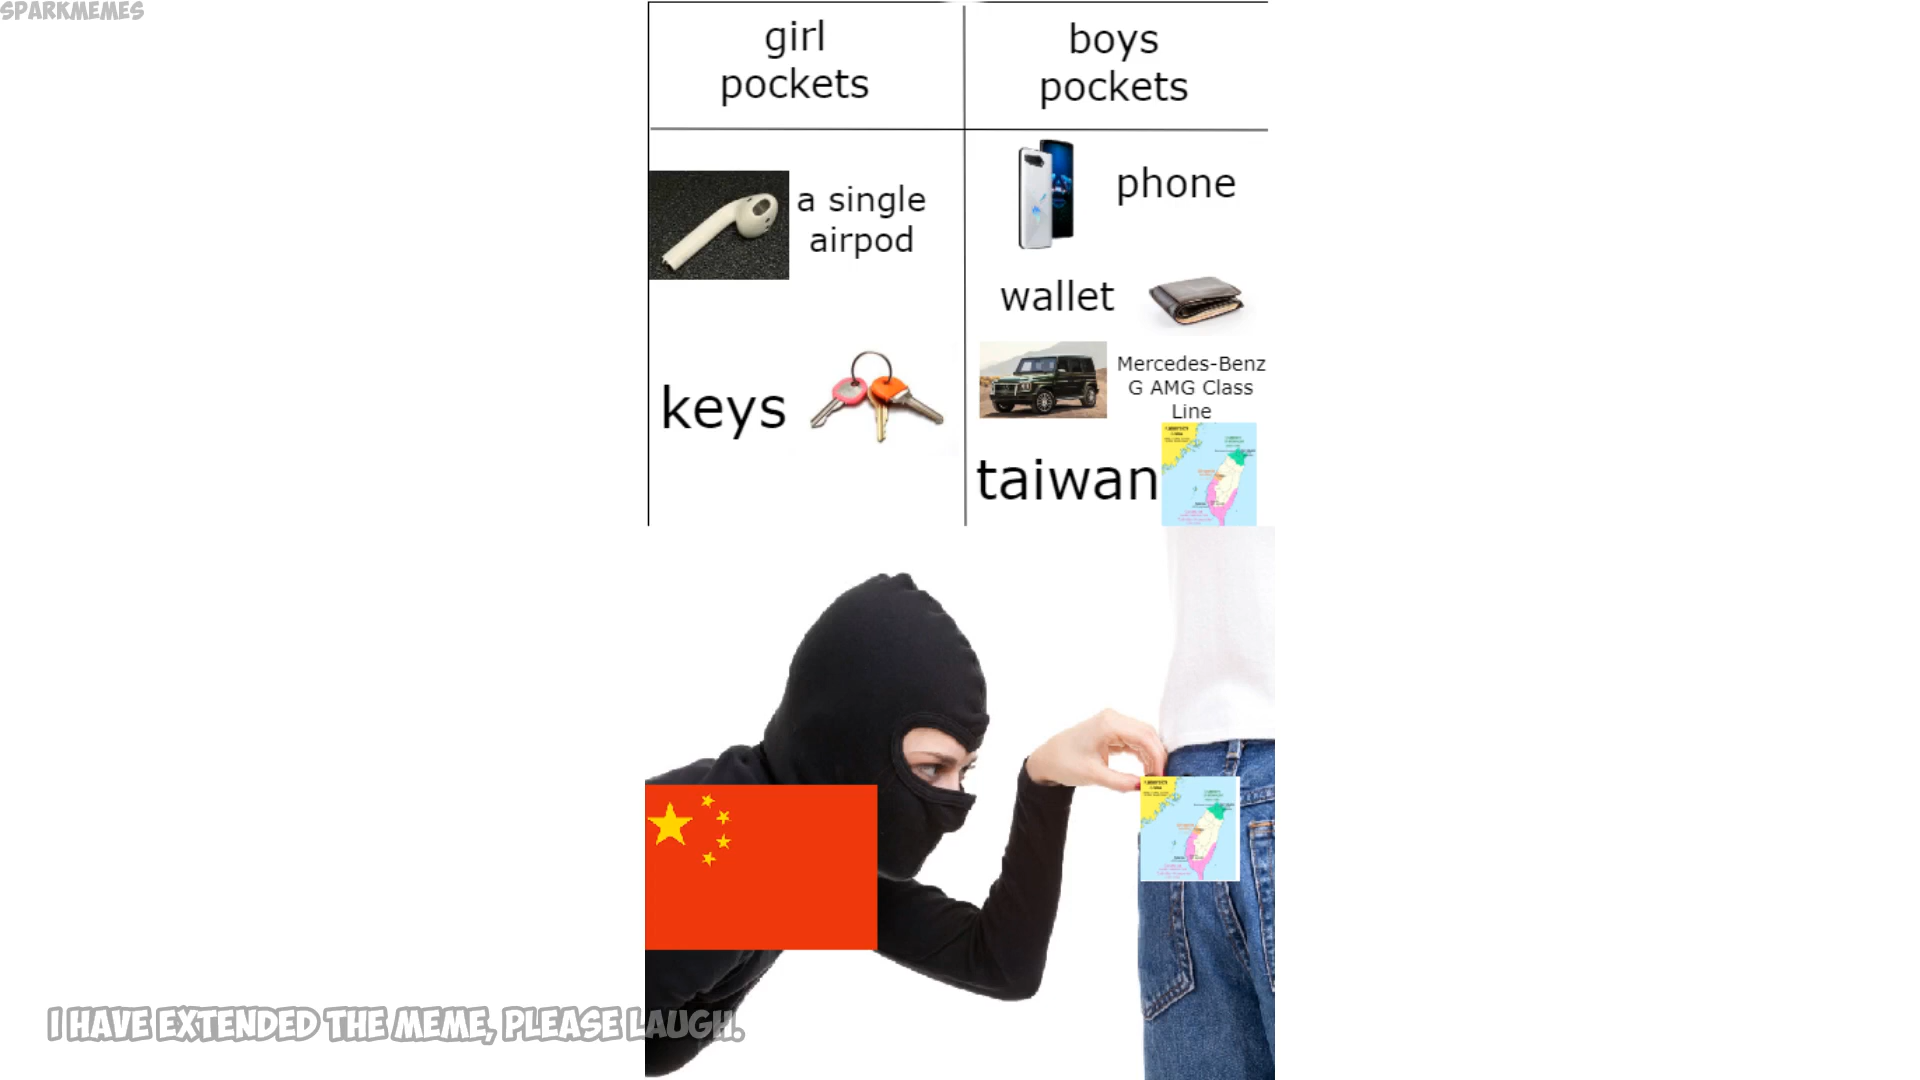 SPARKMEMES
girl
pockets
boys
pockets
a single
airpod
phone
wallet
keys
Mercedes-Benz
G AMG Class
Line
taiwan
I HAVE EXTENDED THE MEME, PLEASE LAUGH.